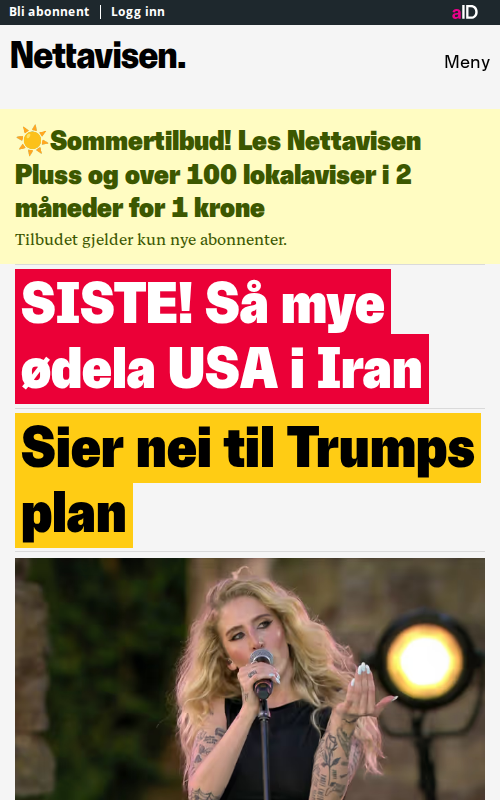 Bli abonnent | Logg inn
aID
Nettavisen.
Meny
☀️Sommertilbud! Les Nettavisen
Pluss og over 100 lokalaviser i 2
måneder for 1 krone
Tilbudet gjelder kun nye abonnenter.
SISTE! Så mye
ødela USA i Iran
Sier nei til Trumps
plan